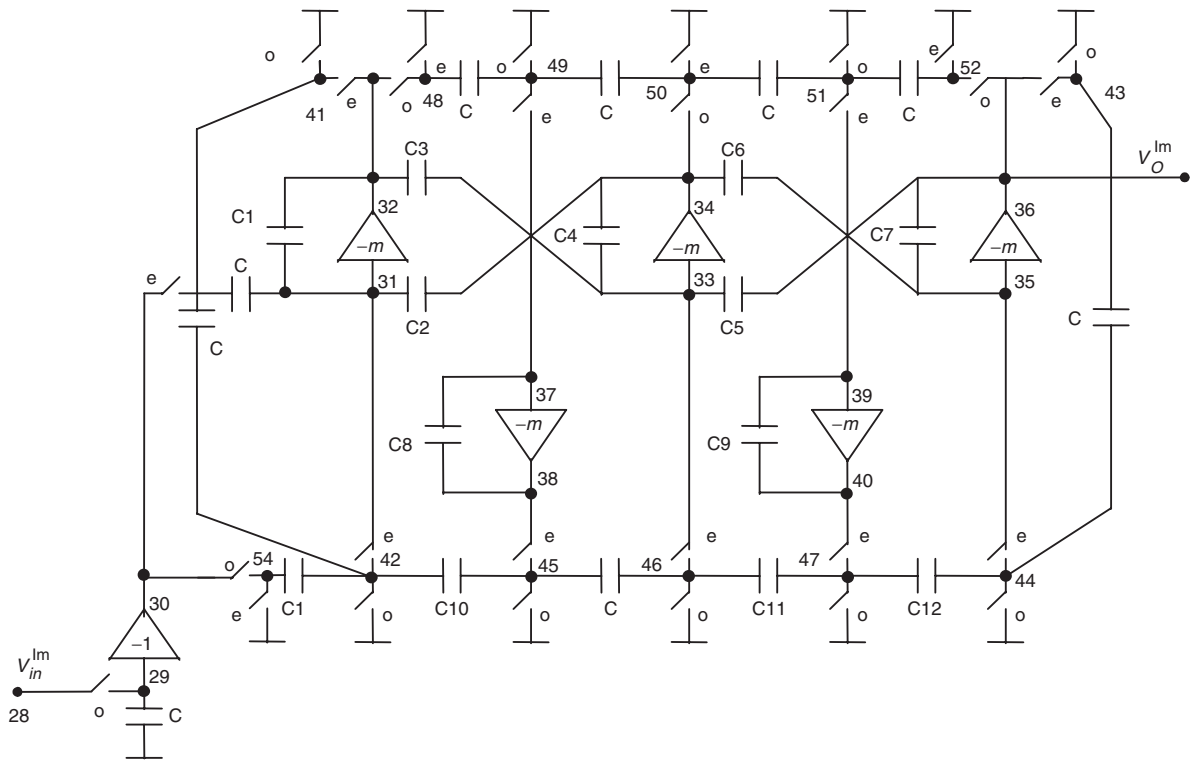 o
e
o
e
o
e
o
e
o
49
e
50
o
51
e
52
o
e
43
41
48
C
C
C
C
e
o
e
V_O^Im
C3
C6
C1
32
C4
34
C7
36
–m
–m
–m
e
C
31
33
35
C2
C5
C
C
37
39
–m
–m
C8
C9
38
40
e
e
e
e
e
o
54
42
45
46
47
44
C1
C10
C
C11
C12
e
o
o
o
o
o
30
–1
V_in^Im
29
28
o
C